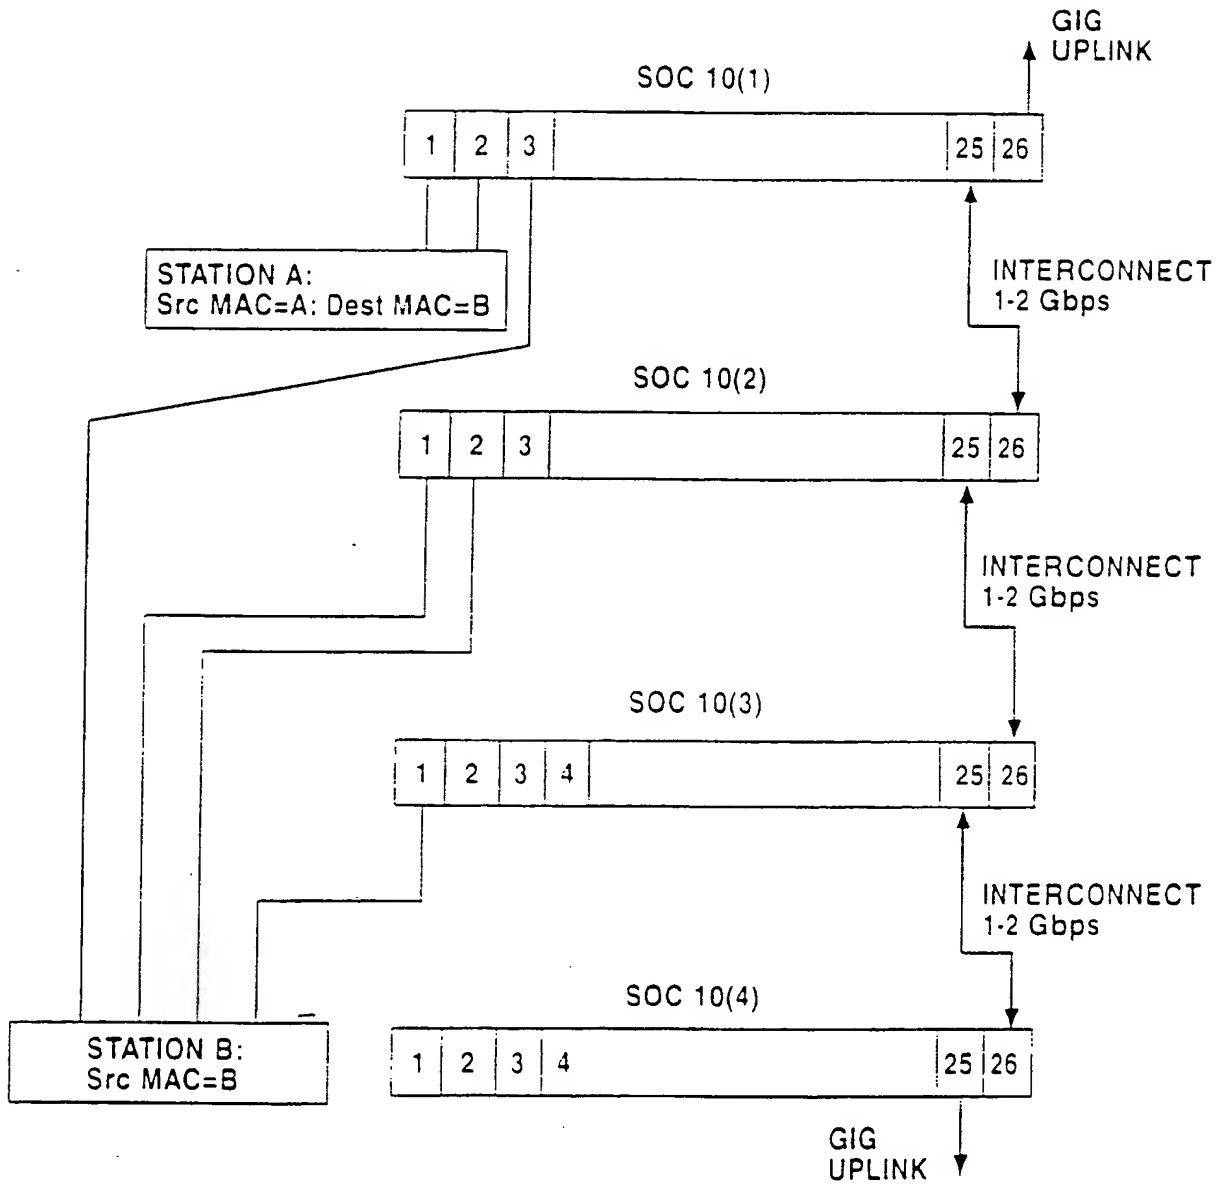 GIG
UPLINK
SOC 10(1)
1 2 3 25 26
STATION A:
Src MAC=A: Dest MAC=B
INTERCONNECT
1-2 Gbps
SOC 10(2)
1 2 3 25 26
INTERCONNECT
1-2 Gbps
SOC 10(3)
1 2 3 4 25 26
INTERCONNECT
1-2 Gbps
SOC 10(4)
STATION B:
Src MAC=B
1 2 3 4 25 26
GIG
UPLINK